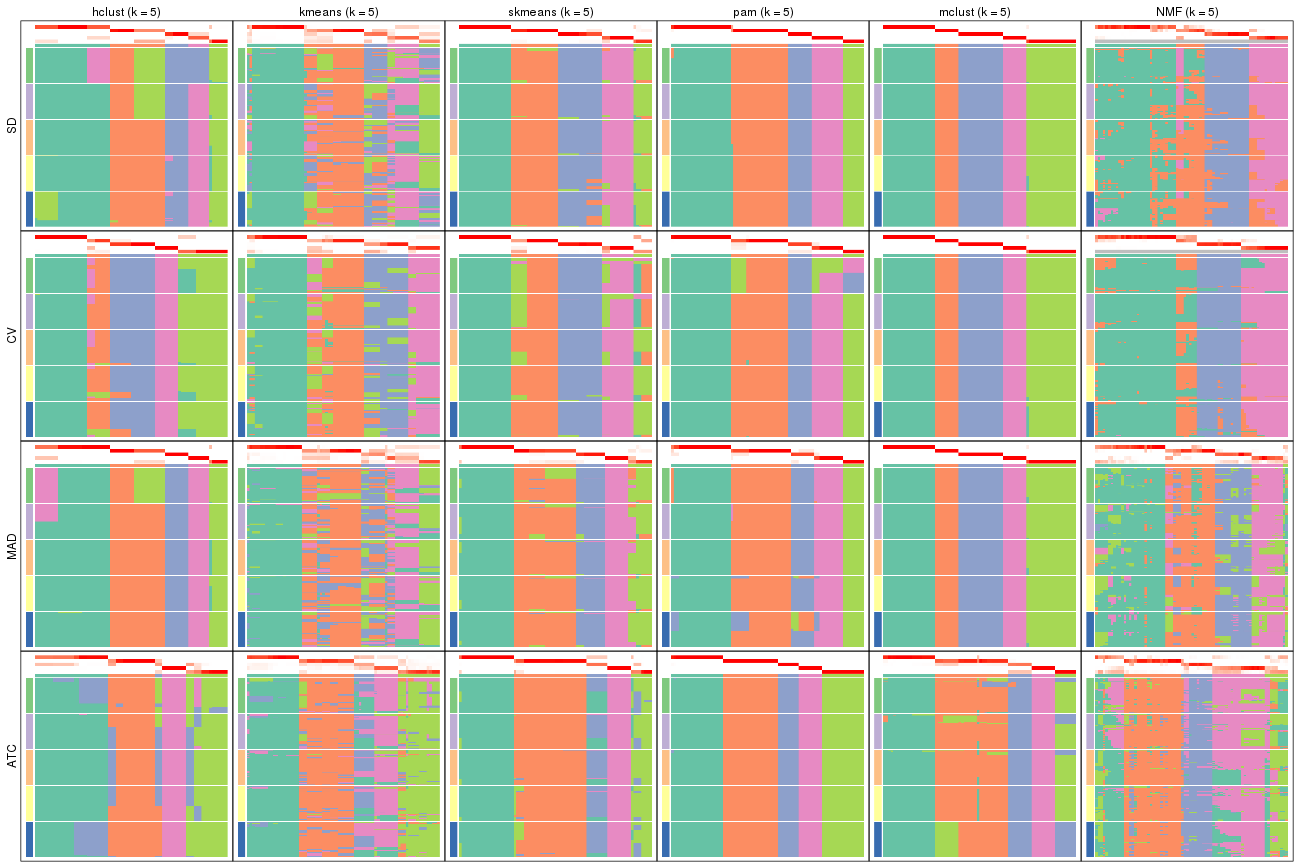 hclust (k = 5) kmeans (k = 5) skmeans (k = 5) pam (k = 5) mclust (k = 5) NMF (k = 5)
SD
CV
MAD
ATC